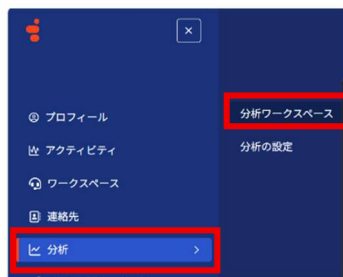 プロフィール
アクティビティ
ワークスペース
連絡先
分析
分析ワークスペース
分析の設定